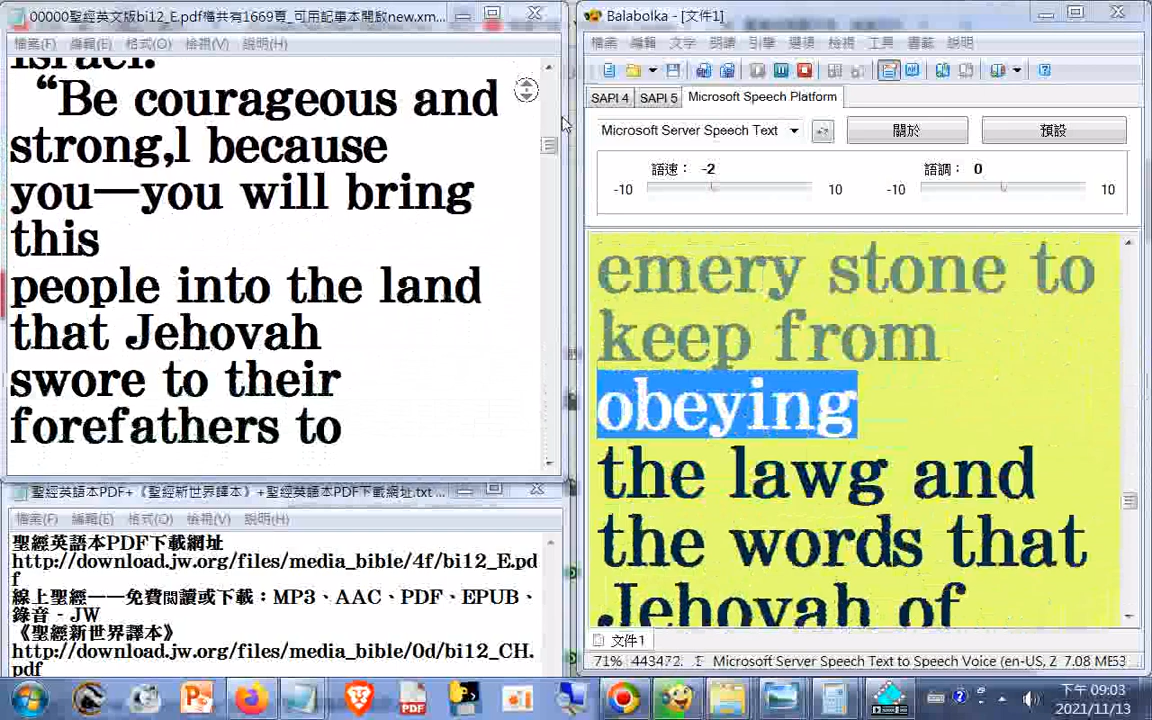 00000聖經英文版bi12_E.pdf檔共有1669頁_可用記事本開啟new.xm...
檔案(F) 編輯(E) 格式(O) 檢視(V) 說明(H)
israel.
“Be courageous and
strong,l because
you—you will bring
this
people into the land
that Jehovah
swore to their
forefathers to
聖經英語本PDF+《聖經新世界譯本》+聖經英語本PDF下載網址.txt ...
檔案(F) 編輯(E) 格式(O) 檢視(V) 說明(H)
聖經英語本PDF下載網址
http://download.jw.org/files/media_bible/4f/bi12_E.pd
f
線上聖經——免費閱讀或下載：MP3、AAC、PDF、EPUB、
錄音 - JW
《聖經新世界譯本》
http://download.jw.org/files/media_bible/0d/bi12_CH.
pdf
Balabolka - [文件1]
檔案 編輯 文字 朗讀 引擎 選項 檢視 工具 書籤 說明
SAPI 4 SAPI 5 Microsoft Speech Platform
Microsoft Server Speech Text 關於 預設
語速： -2 語調： 0
-10 10 -10 10
emery stone to
keep from
obeying
the lawg and
the words that
Jehovah of
文件1
71% 443472. Microsoft Server Speech Text to Speech Voice (en-US, Z 7.08 ME53
下午 09:03
2021/11/13